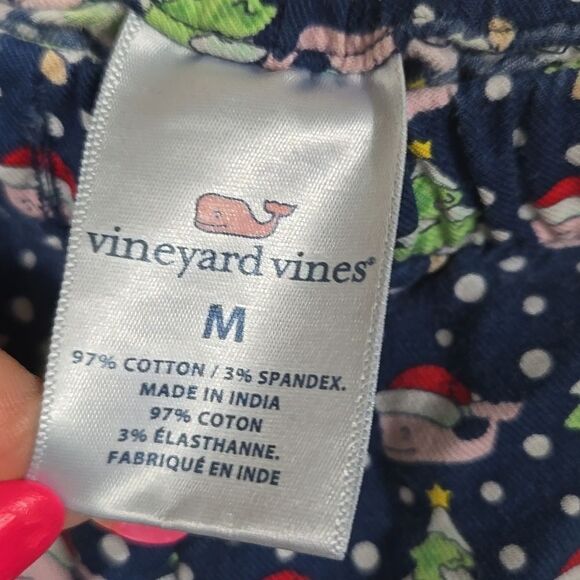 vineyard vines®
M
97% COTTON / 3% SPANDEX.
MADE IN INDIA
97% COTON
3% ÉLASTHANNE.
FABRIQUÉ EN INDE